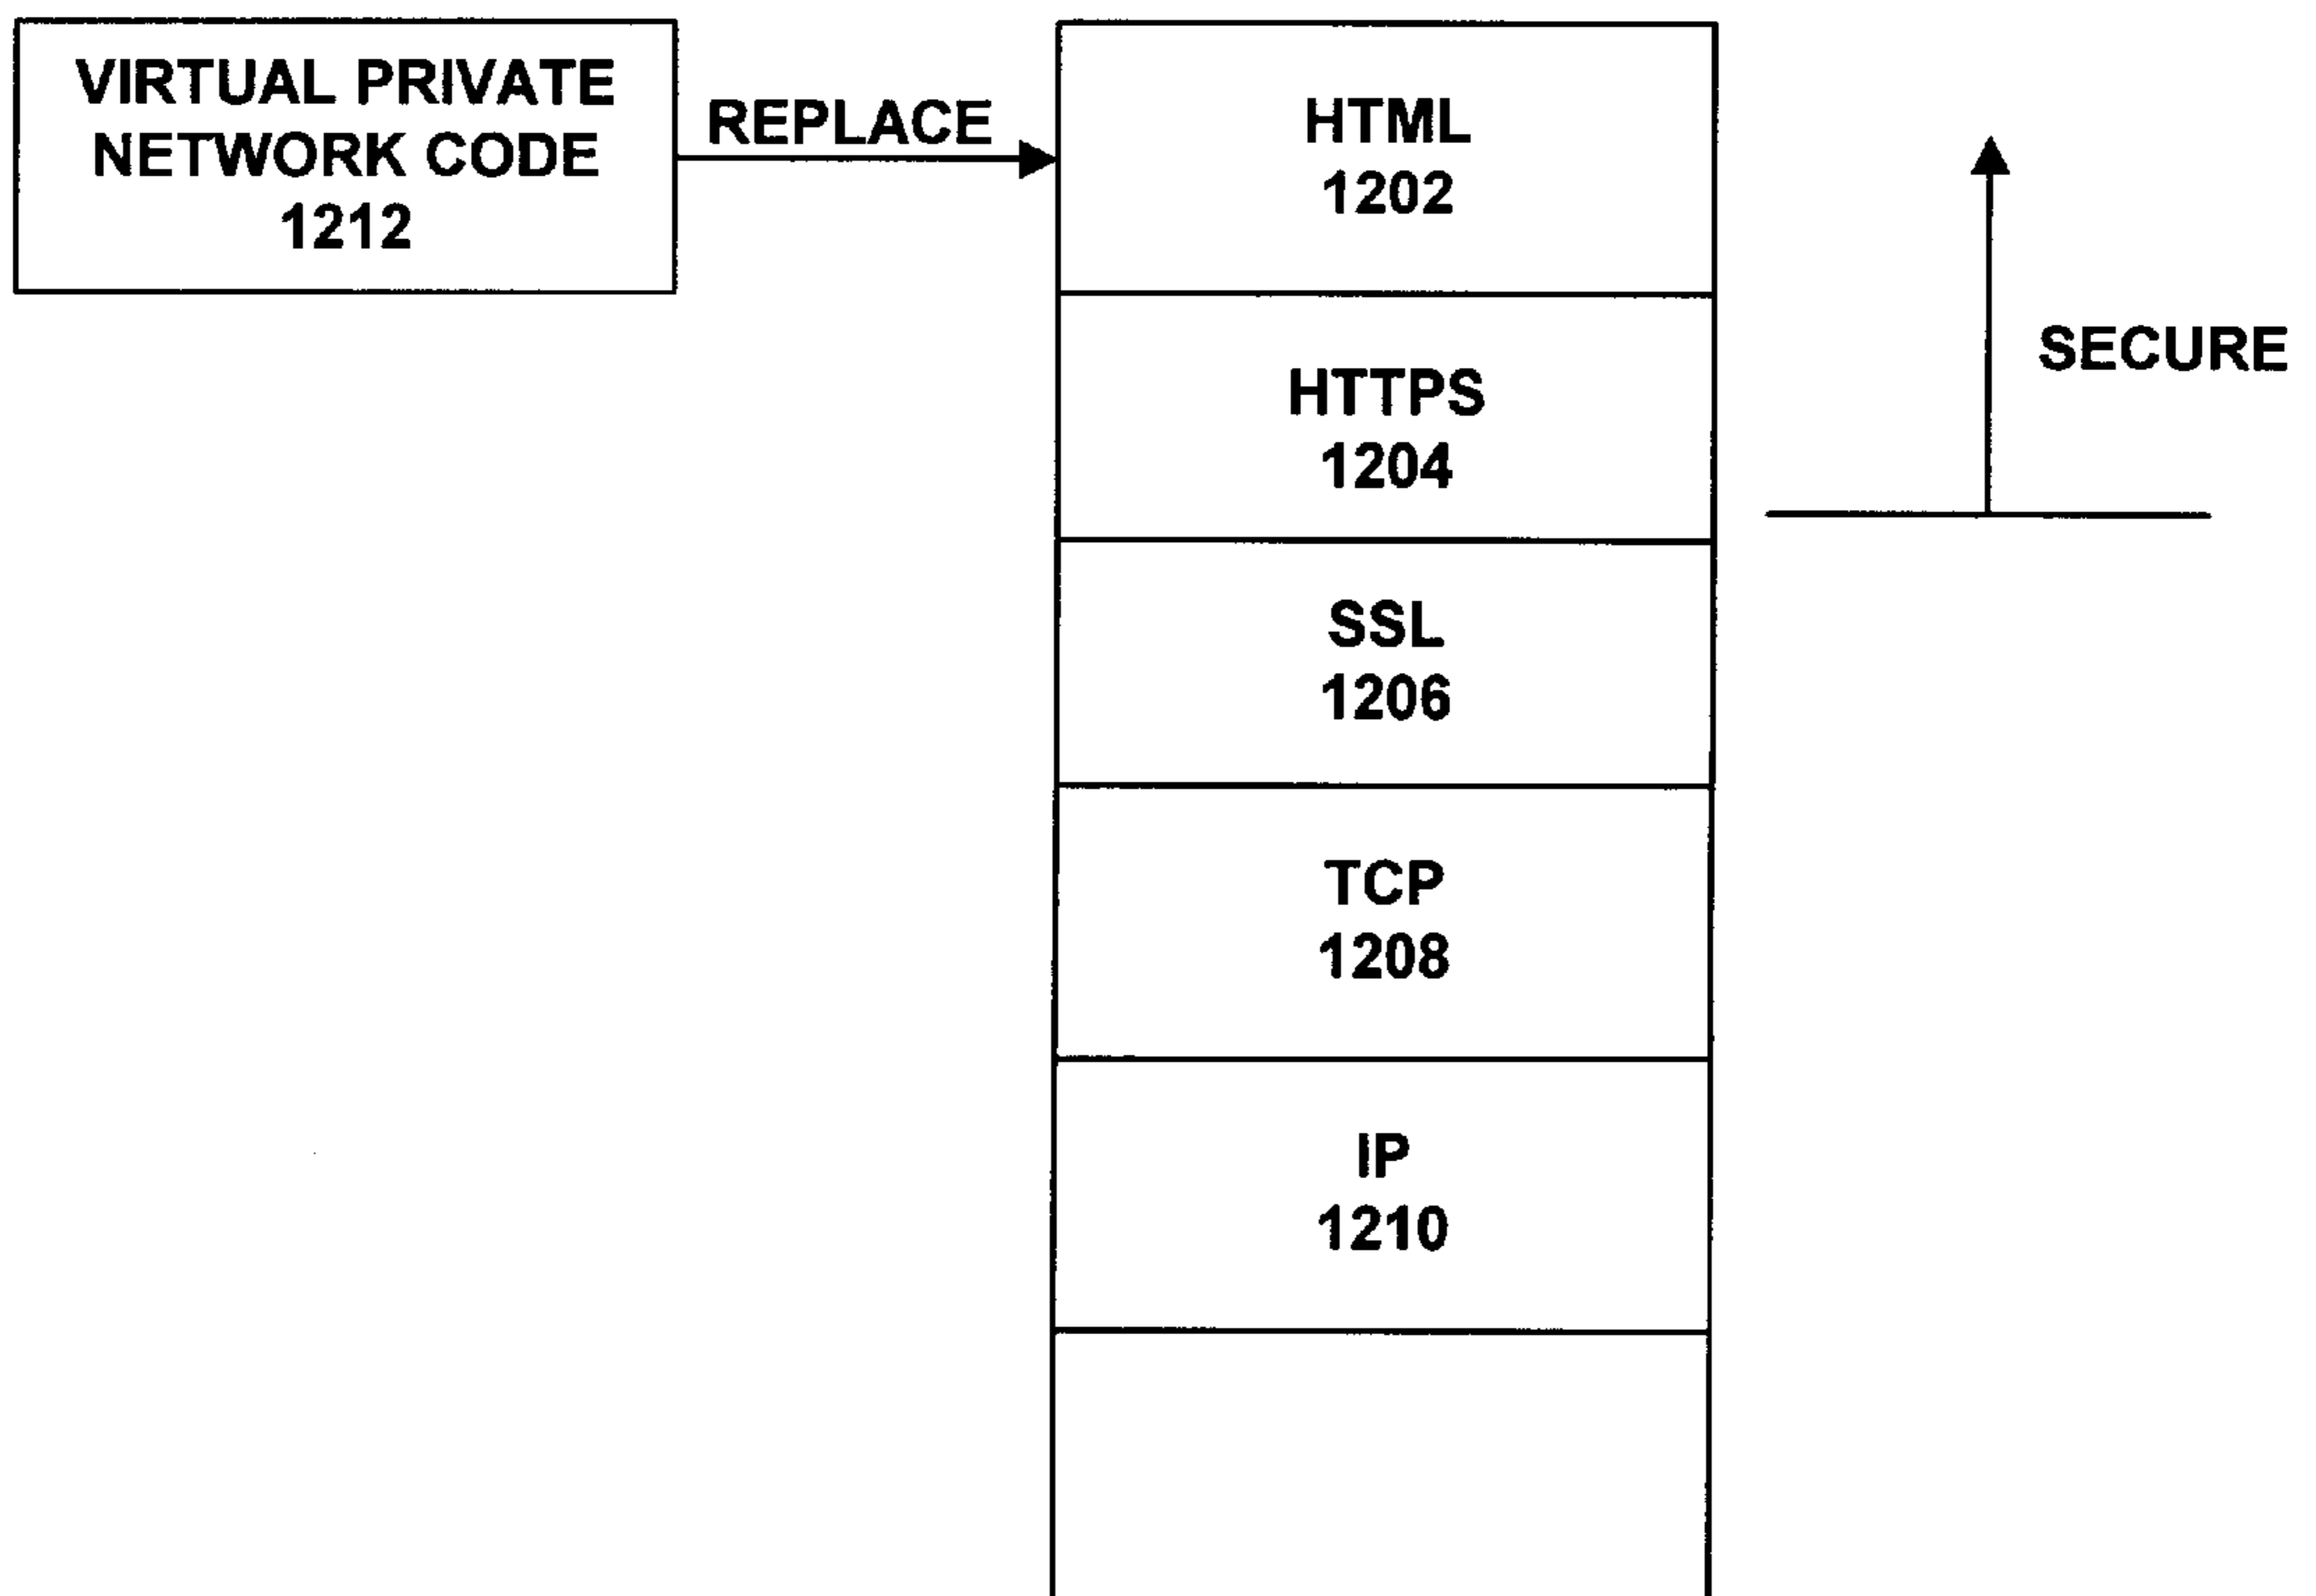 VIRTUAL PRIVATE
NETWORK CODE
1212
REPLACE
HTML
1202
HTTPS
1204
SECURE
SSL
1206
TCP
1208
IP
1210